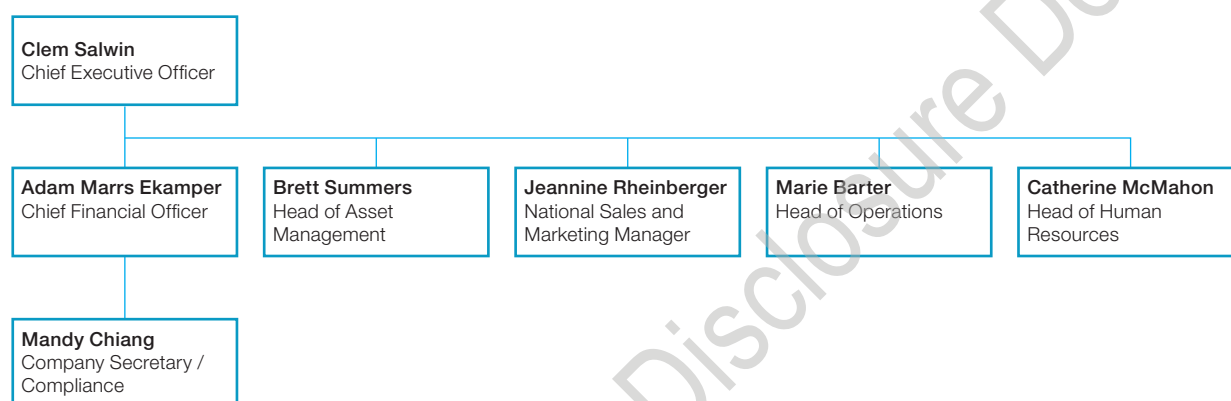 Clem Salwin
Chief Executive Officer
Adam Marrs Ekamper
Chief Financial Officer
Brett Summers
Head of Asset
Management
Jeannine Rheinberger
National Sales and
Marketing Manager
Marie Barter
Head of Operations
Catherine McMahon
Head of Human
Resources
Mandy Chiang
Company Secretary /
Compliance
Disclosure